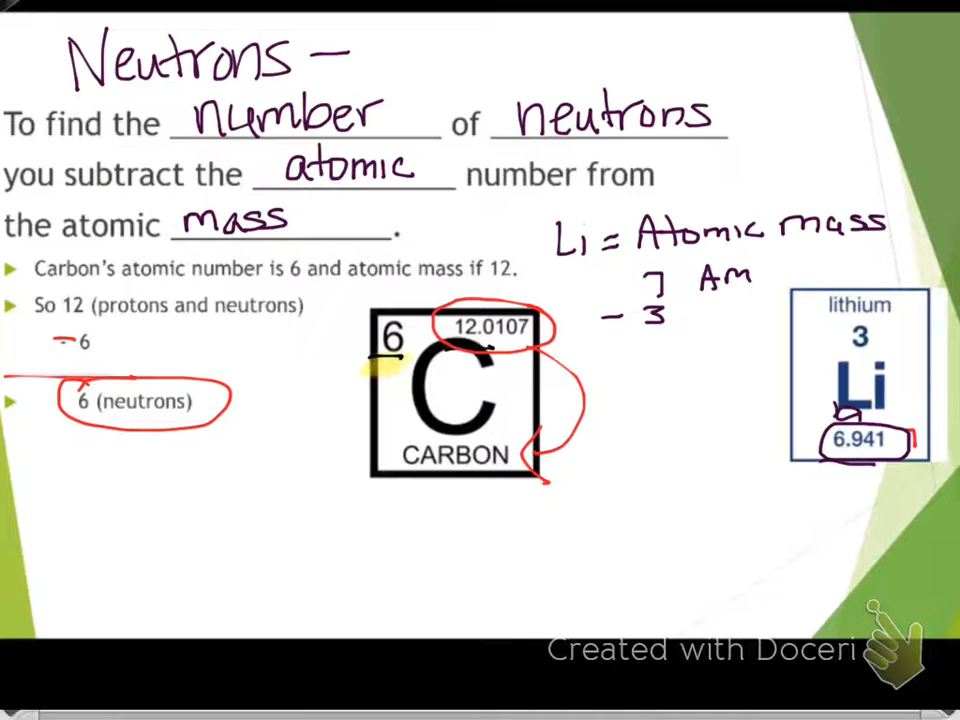 Neutrons —
To find the number of neutrons
you subtract the atomic number from
the atomic mass.
Carbon's atomic number is 6 and atomic mass if 12.
So 12 (protons and neutrons)
- 6
6 (neutrons)
6
12.0107
C
CARBON
Li = Atomic mass
7 AM
- 3
lithium
3
Li
6.941
Created with Doceri